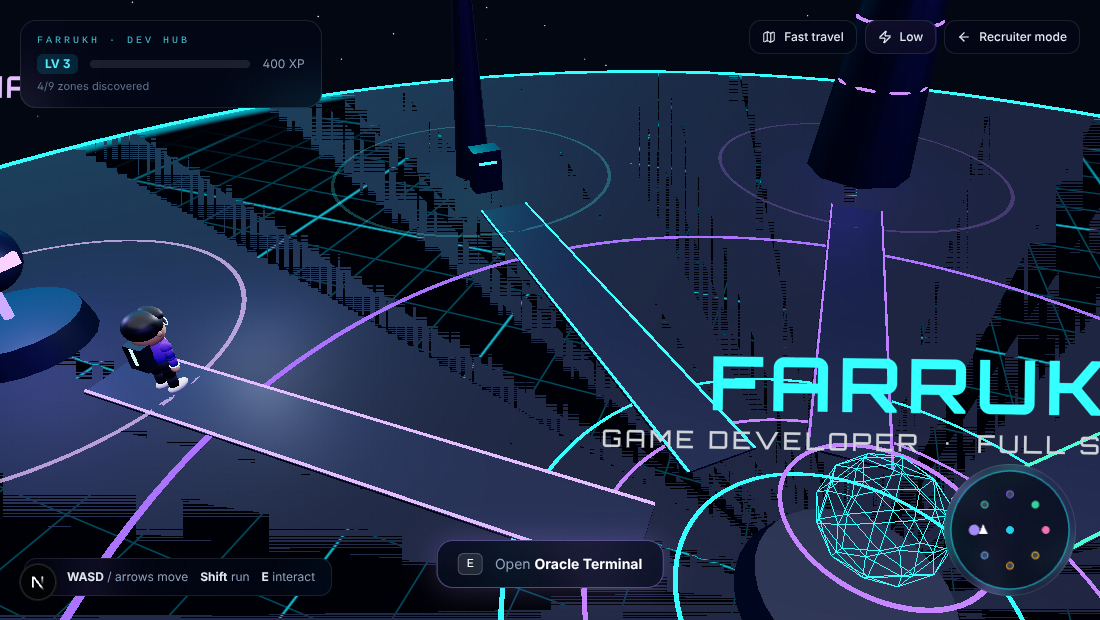 FARRUKH · DEV HUB
LV 3
400 XP
4/9 zones discovered
Fast travel
Low
Recruiter mode
FARRUK
GAME DEVELOPER · FULL S
E Open Oracle Terminal
N
WASD / arrows move Shift run E interact